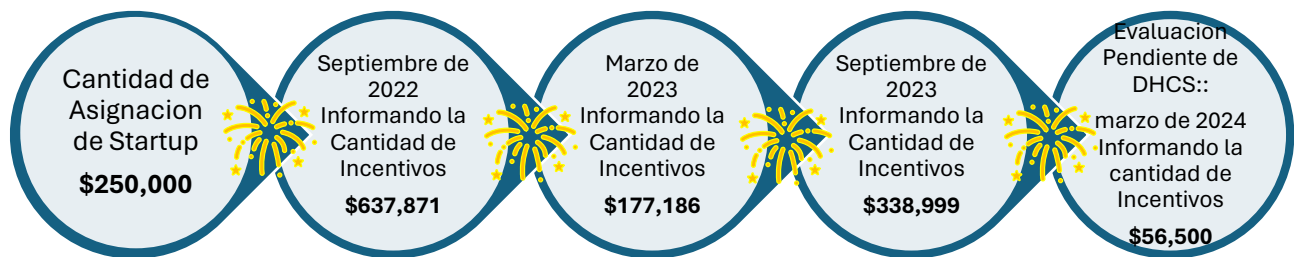 Cantidad de
Asignacion
de Startup
$250,000
Septiembre de
2022
Informando la
Cantidad de
Incentivos
$637,871
Marzo de
2023
Informando la
Cantidad de
Incentivos
$177,186
Septiembre de
2023
Informando la
Cantidad de
Incentivos
$338,999
Evaluacion
Pendiente de
DHCS::
marzo de 2024
Informando la
cantidad de
Incentivos
$56,500